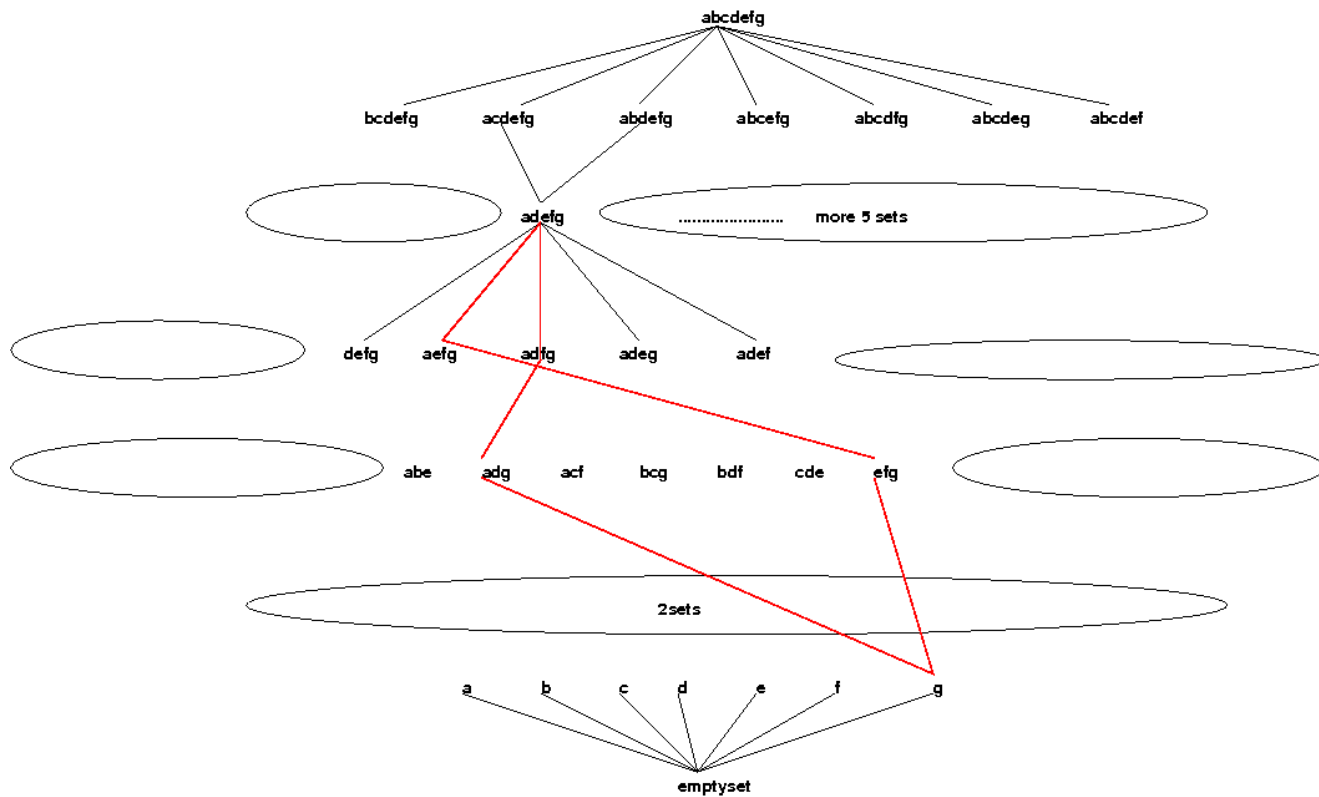 abcdefg
bcdefg acdefg abdefg abcefg abcdfg abcdeg abcdef
adefg ....................... more 5 sets
defg aefg adfg adeg adef
abe adg acf bcg bdf cde efg
2sets
a b c d e f g
emptyset